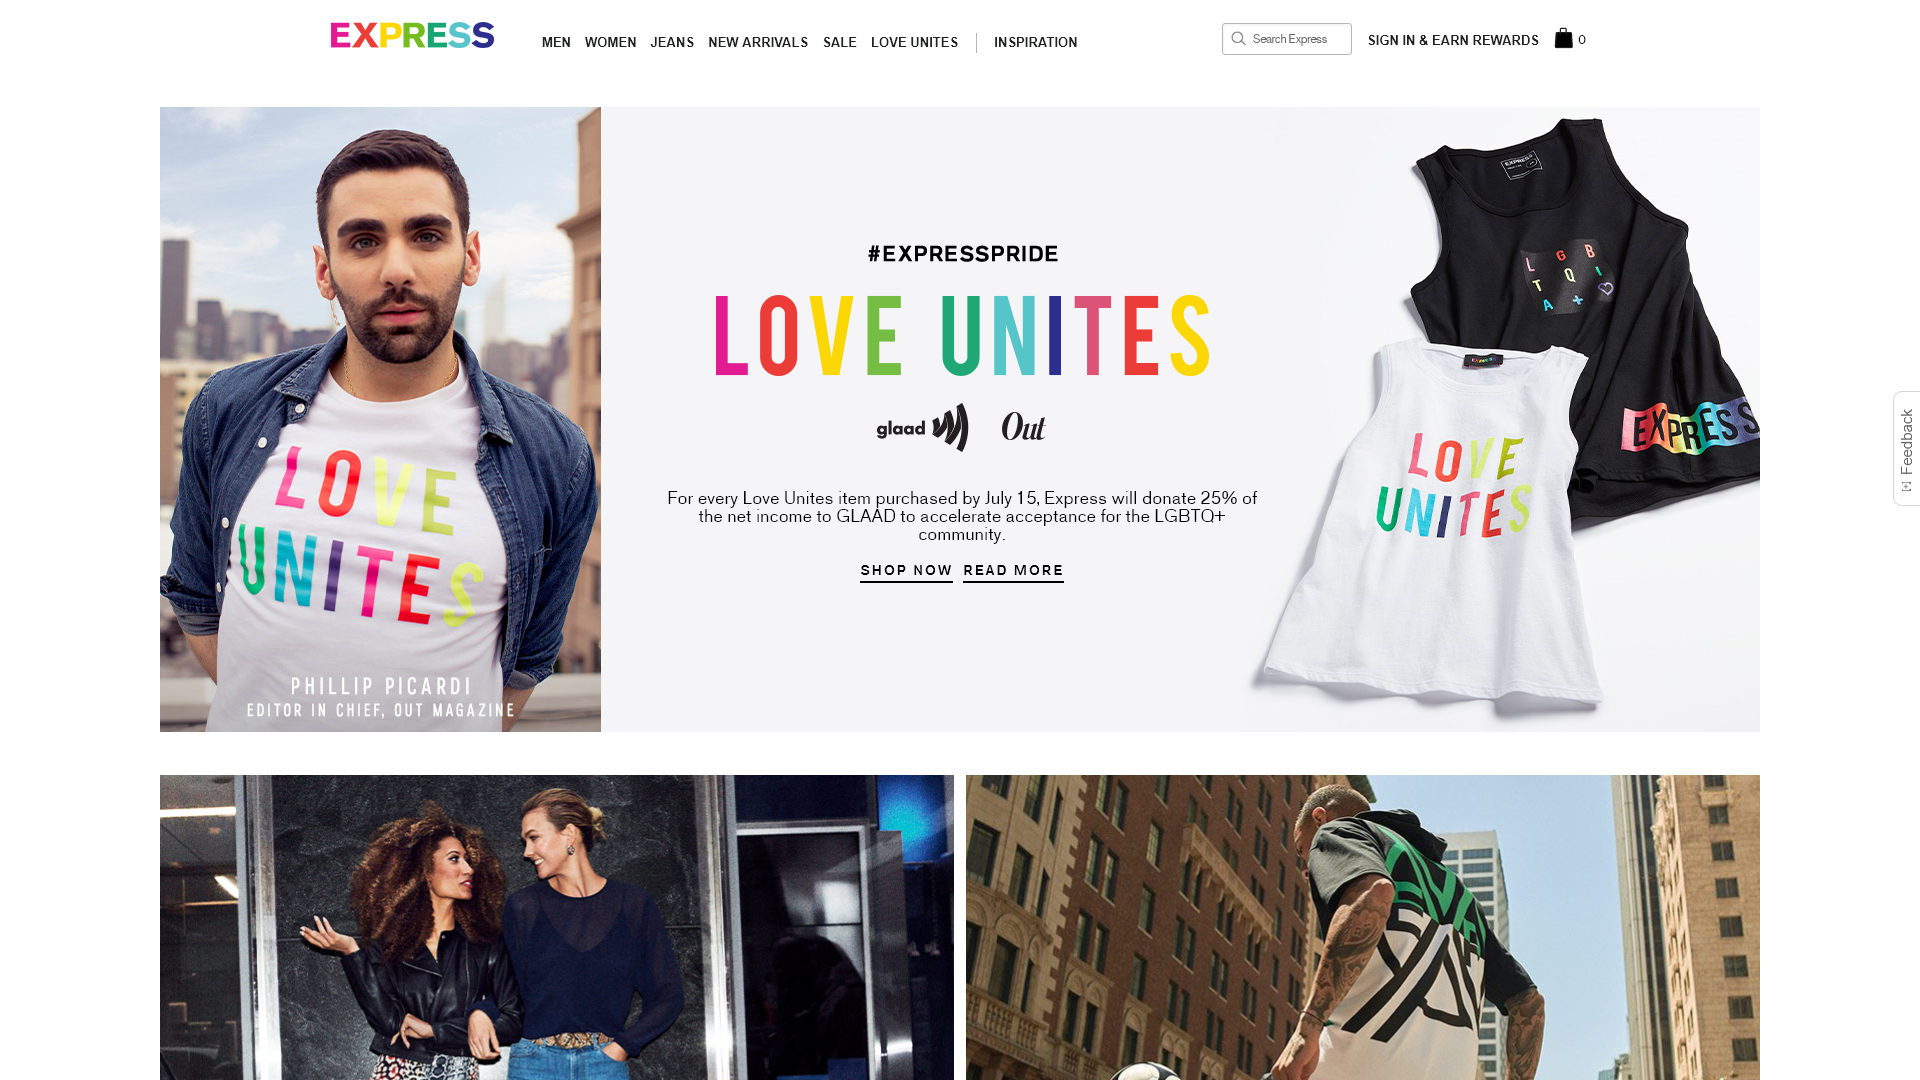 EXPRESS
MEN WOMEN JEANS NEW ARRIVALS SALE LOVE UNITES INSPIRATION
Search Express
SIGN IN & EARN REWARDS
0
LOVE
UNITES
PHILLIP PICARDI
EDITOR IN CHIEF, OUT MAGAZINE
#EXPRESSPRIDE
LOVE UNITES
glaad Out
For every Love Unites item purchased by July 15, Express will donate 25% of
the net income to GLAAD to accelerate acceptance for the LGBTQ+
community.
SHOP NOW READ MORE
EXPRESS
L G B
T Q I
A +
EXPRESS
EXPRESS
LOVE
UNITES
Feedback